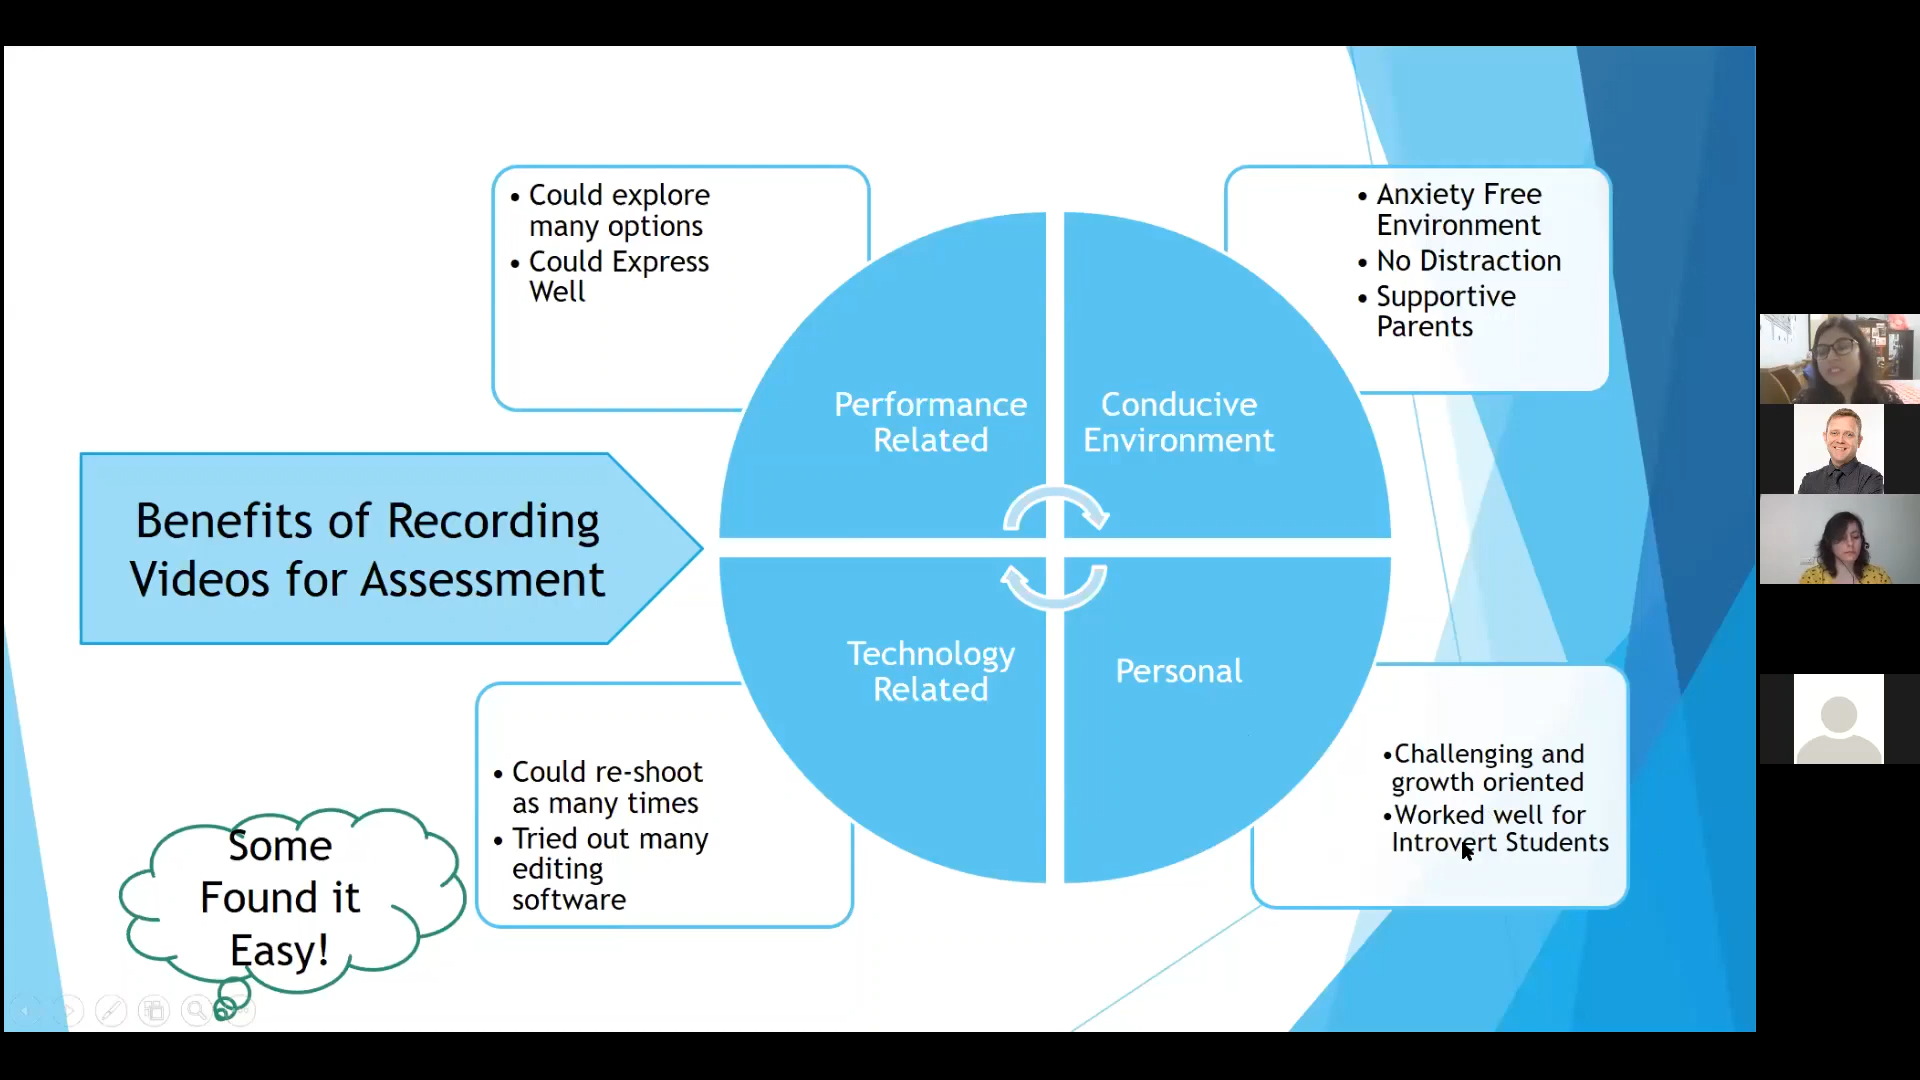 • Could explore
many options
• Could Express
Well
• Anxiety Free
Environment
• No Distraction
• Supportive
Parents
Performance
Related
Conducive
Environment
Benefits of Recording
Videos for Assessment
Technology
Related
Personal
• Could re-shoot
as many times
• Tried out many
editing
software
•Challenging and
growth oriented
•Worked well for
Introvert Students
Some
Found it
Easy!